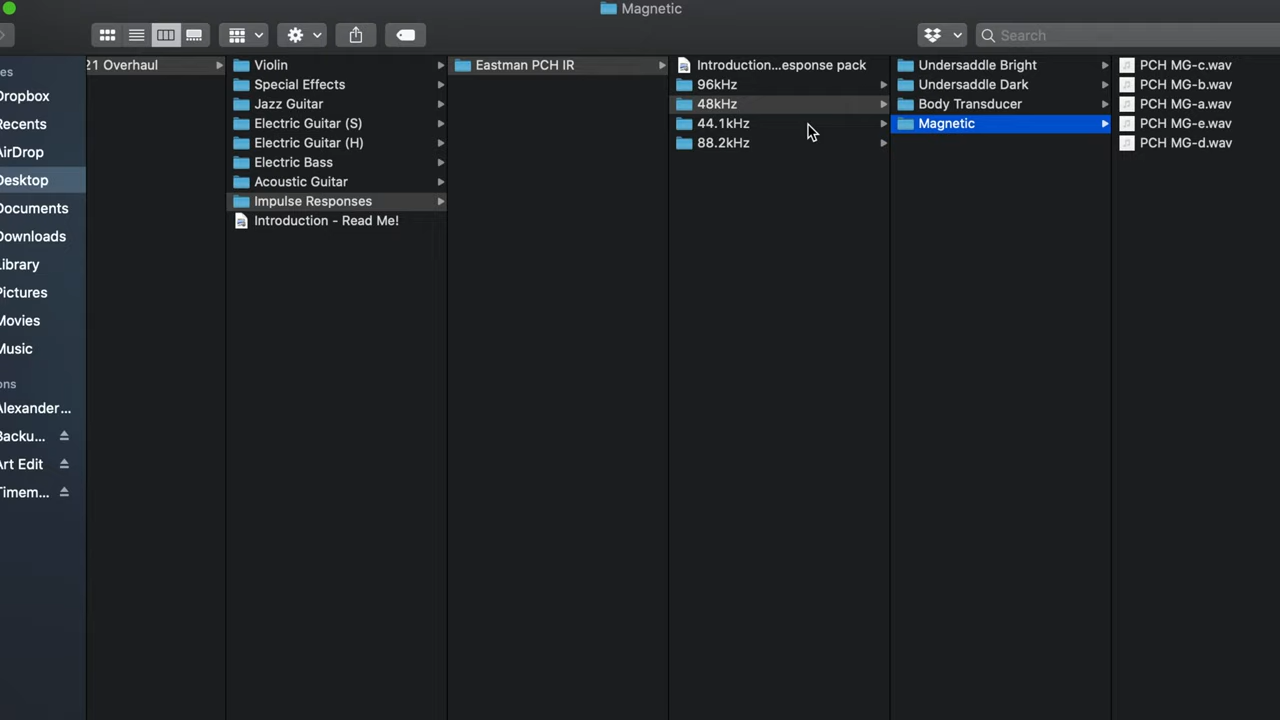 Magnetic
Search
es
Dropbox
Recents
AirDrop
Desktop
Documents
Downloads
Library
Pictures
Movies
Music
ons
Alexander...
Backu...
Art Edit
Timem...
21 Overhaul
Violin
Special Effects
Jazz Guitar
Electric Guitar (S)
Electric Guitar (H)
Electric Bass
Acoustic Guitar
Impulse Responses
Introduction - Read Me!
Eastman PCH IR
Introduction...esponse pack
96kHz
48kHz
44.1kHz
88.2kHz
Undersaddle Bright
Undersaddle Dark
Body Transducer
Magnetic
PCH MG-c.wav
PCH MG-b.wav
PCH MG-a.wav
PCH MG-e.wav
PCH MG-d.wav